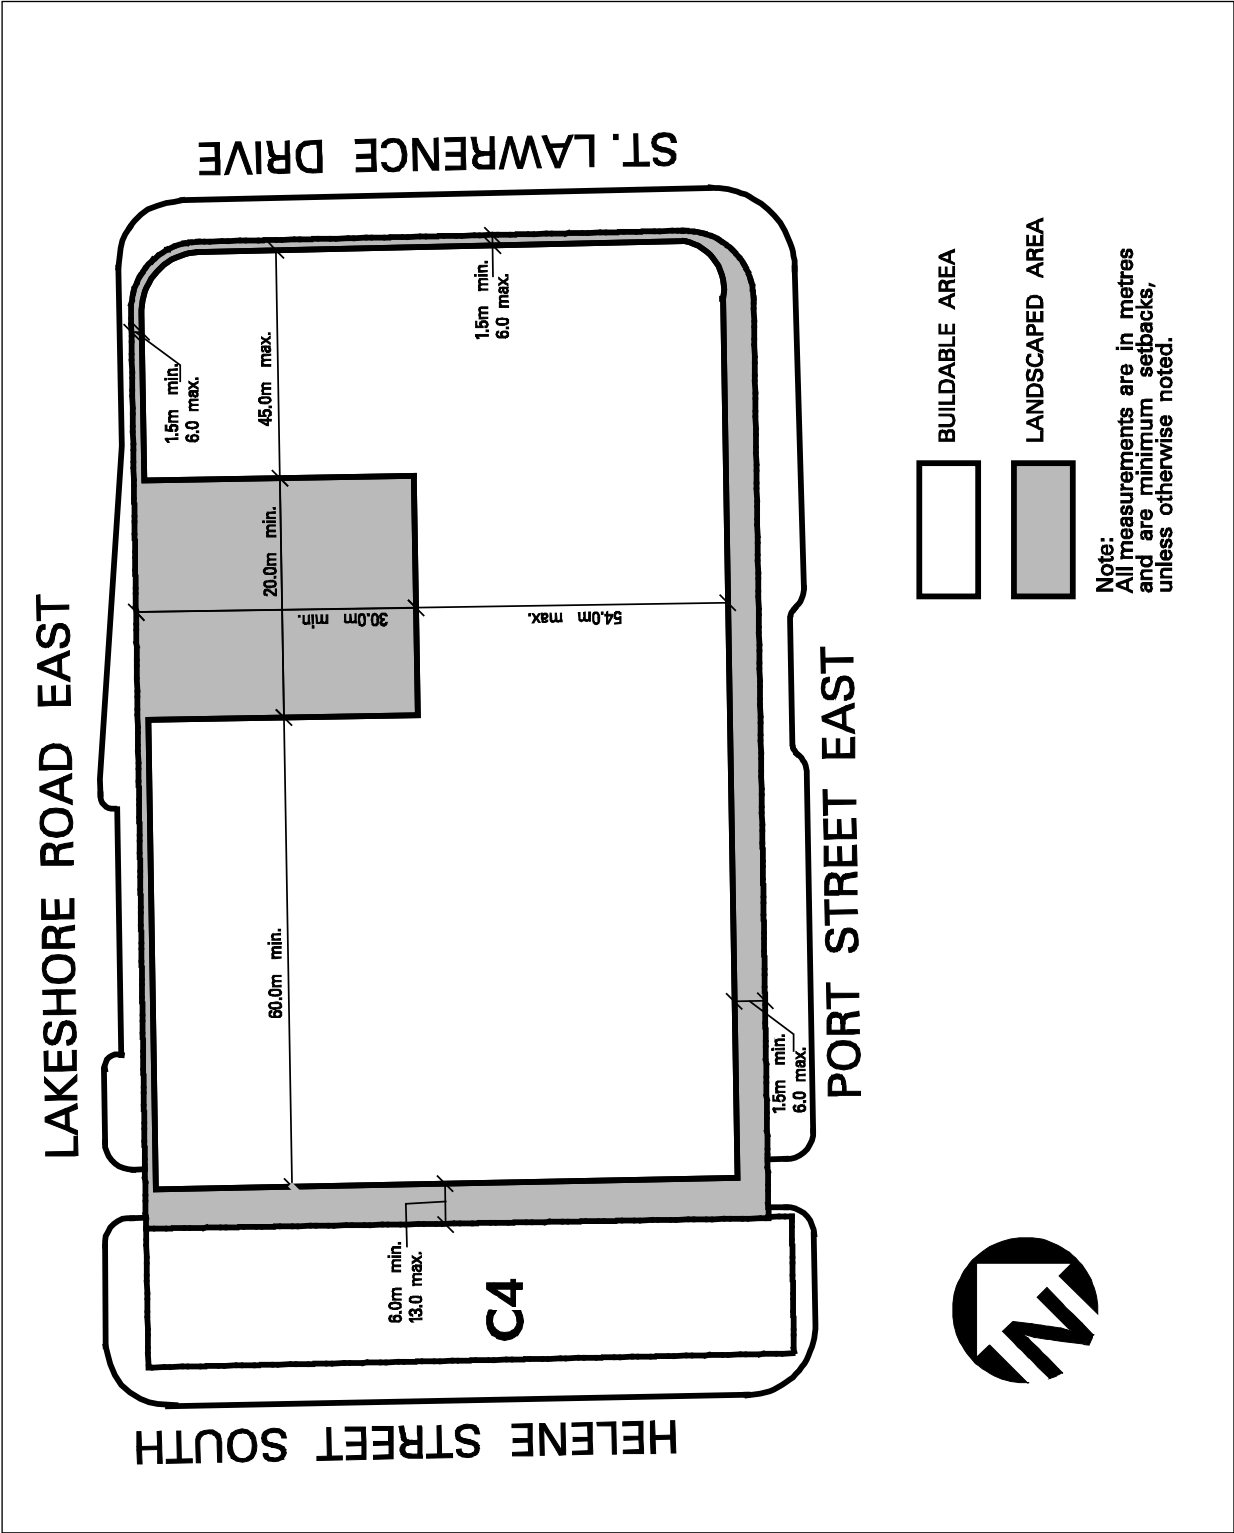 LAKESHORE ROAD EAST
ST. LAWRENCE DRIVE
HELENE STREET SOUTH
PORT STREET EAST
1.5m min.
6.0 max.
45.0m max.
1.5m min.
6.0 max.
20.0m min.
30.0m min.
54.0m max.
60.0m min.
1.5m min.
6.0 max.
6.0m min.
13.0 max.
C4
BUILDABLE AREA
LANDSCAPED AREA
Note:
All measurements are in metres
and are minimum setbacks,
unless otherwise noted.
N